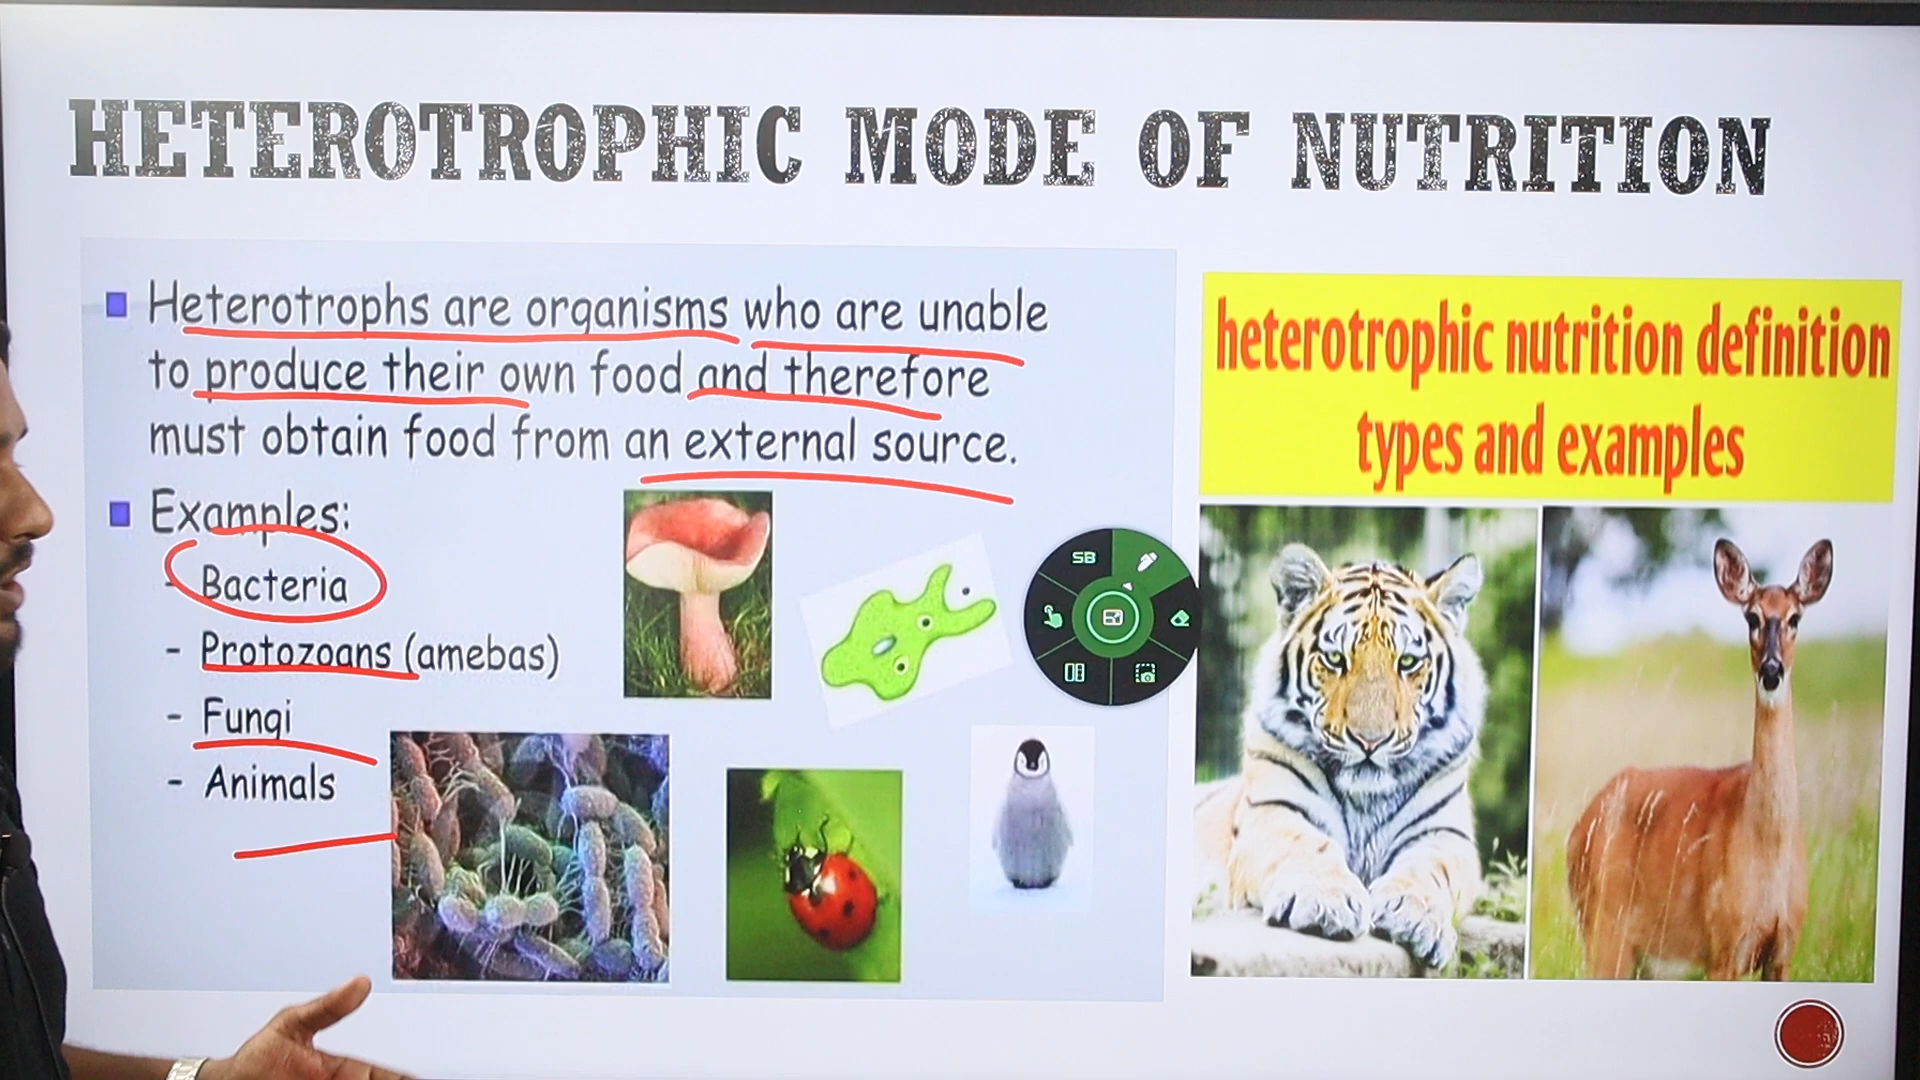 HETEROTROPHIC MODE OF NUTRITION
Heterotrophs are organisms who are unable
to produce their own food and therefore
must obtain food from an external source.
Examples:
- Bacteria
- Protozoans (amebas)
- Fungi
- Animals
SB
heterotrophic nutrition definition
types and examples